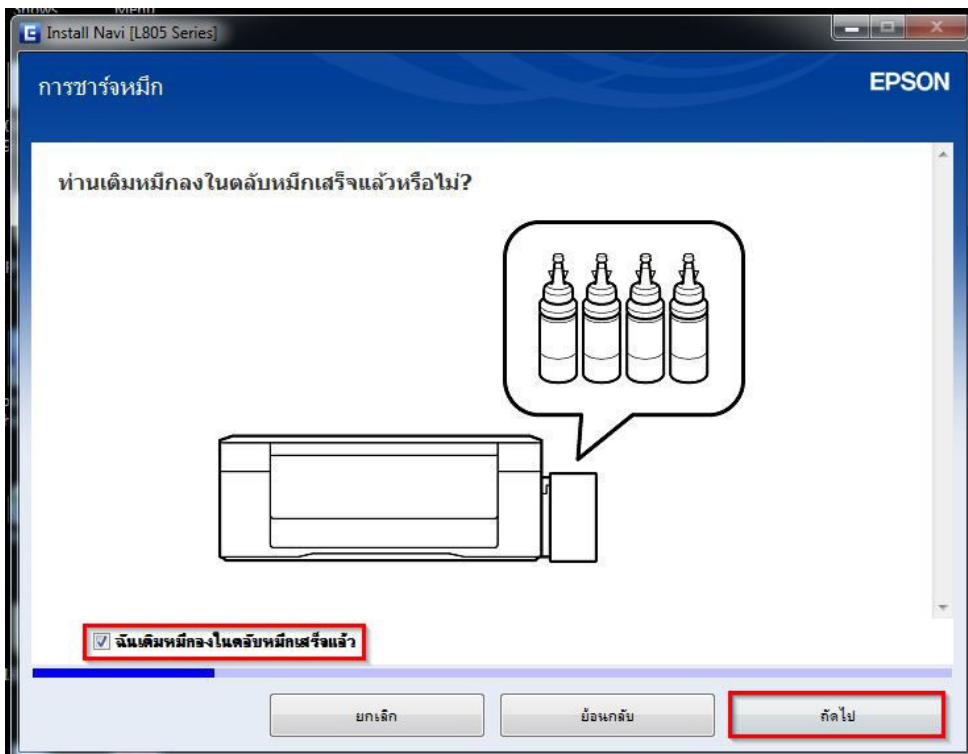 Install Navi [L805 Series]
การชาร์จหมึก
EPSON
ท่านเติมหมึกลงในตลับหมึกเสร็จแล้วหรือไม่?
ฉันเติมหมึกลงในตลับหมึกเสร็จแล้ว
ยกเลิก
ย้อนกลับ
ถัดไป